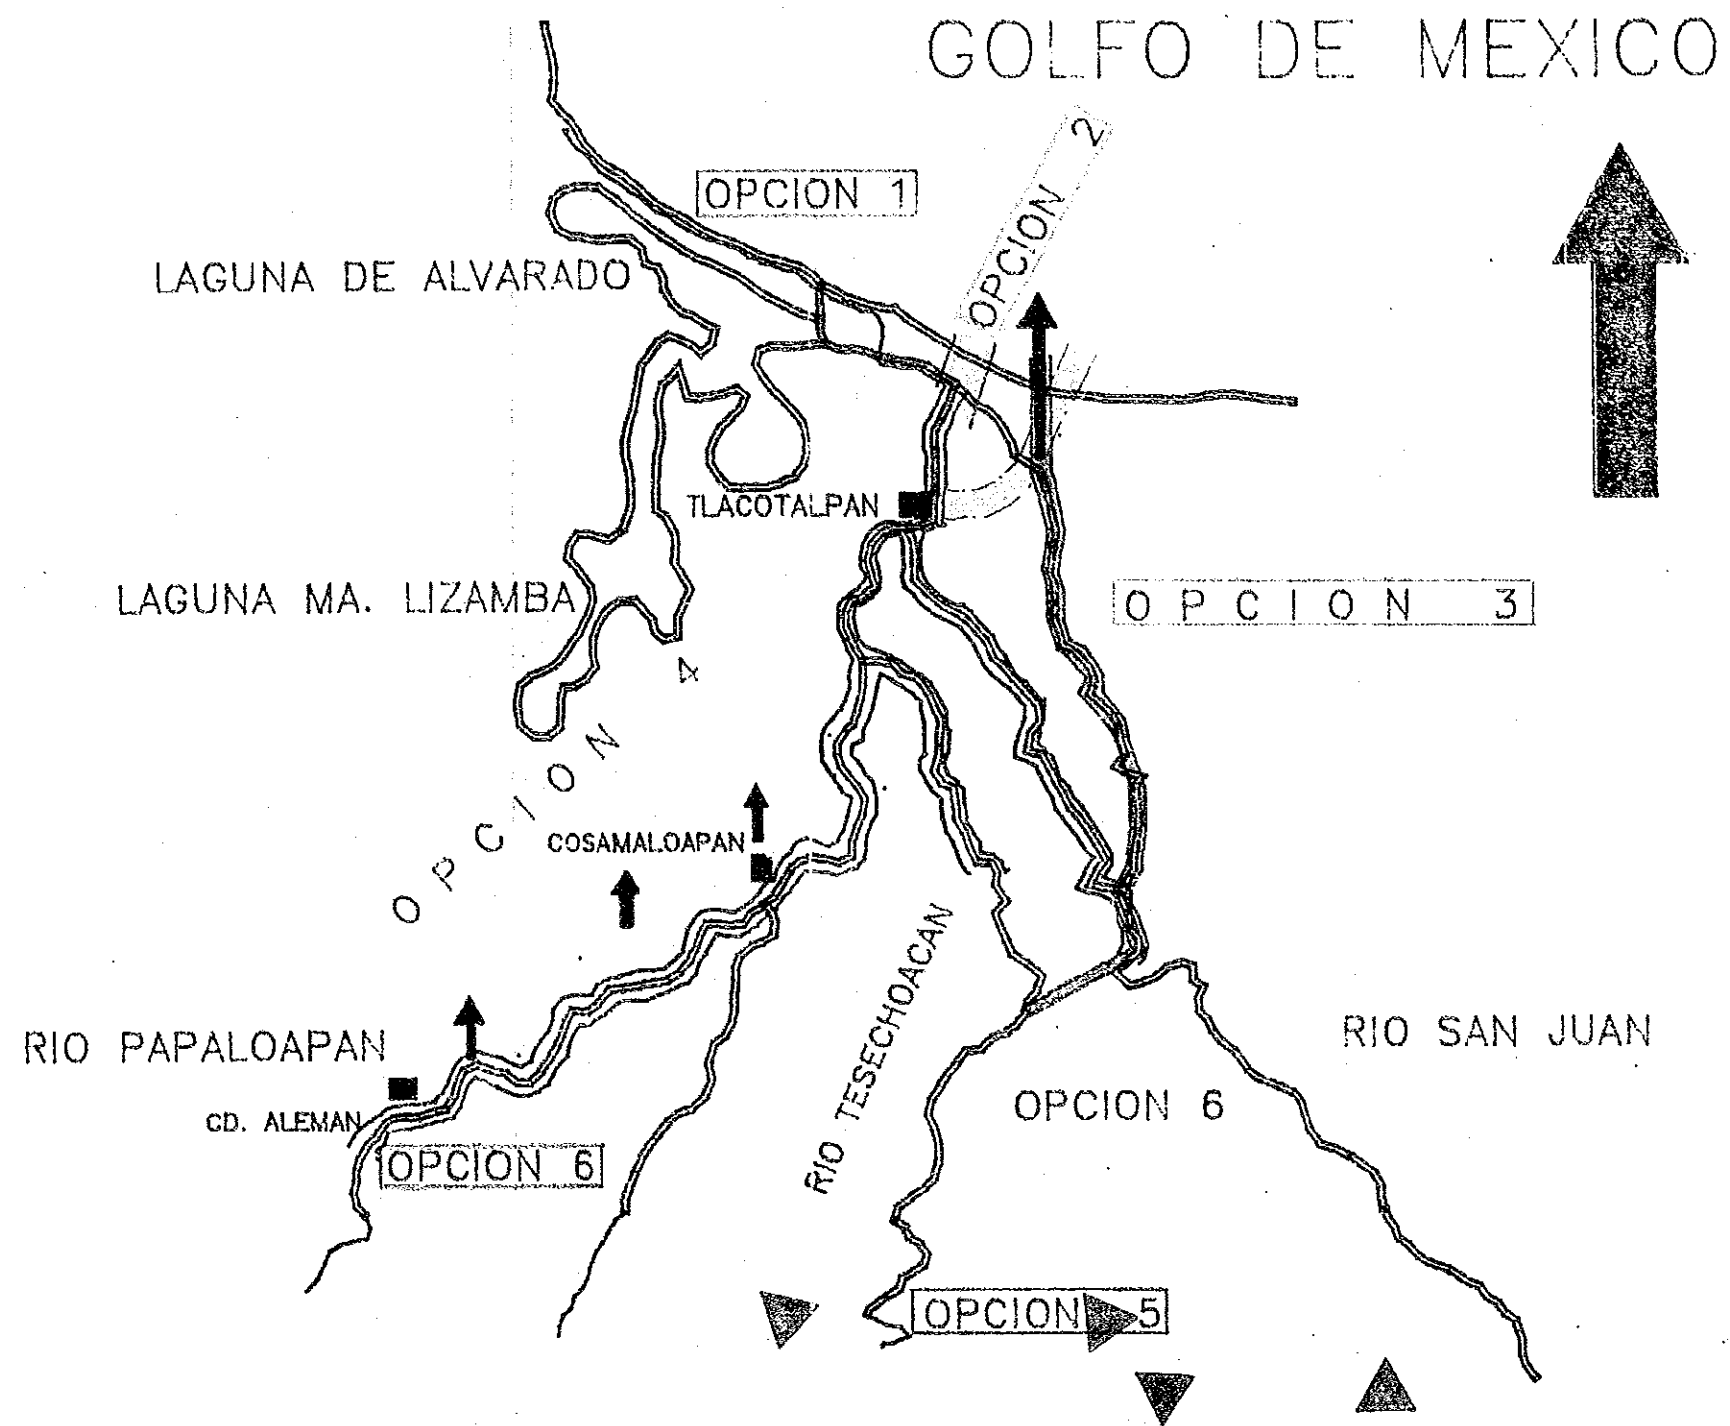 GOLFO DE MEXICO
OPCION 1
OPCION 2
LAGUNA DE ALVARADO
TLACOTALPAN
LAGUNA MA. LIZAMBA
OPCION 3
OPCION 4
COSAMALOAPAN
RIO TESECHOACAN
RIO PAPALOAPAN
RIO SAN JUAN
CD. ALEMAN
OPCION 6
OPCION 6
OPCION 5